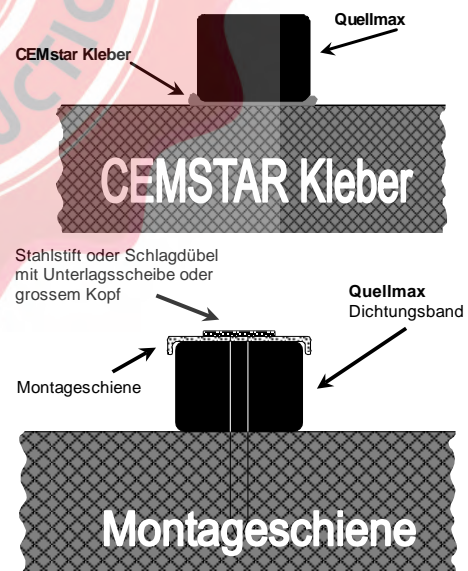 Quellmax
CEMstar Kleber
CEMSTAR Kleber
Stahlstift oder Schlagdübel
mit Unterlagsscheibe oder
grossem Kopf
Quellmax
Dichtungsband
Montageschiene
Montageschiene